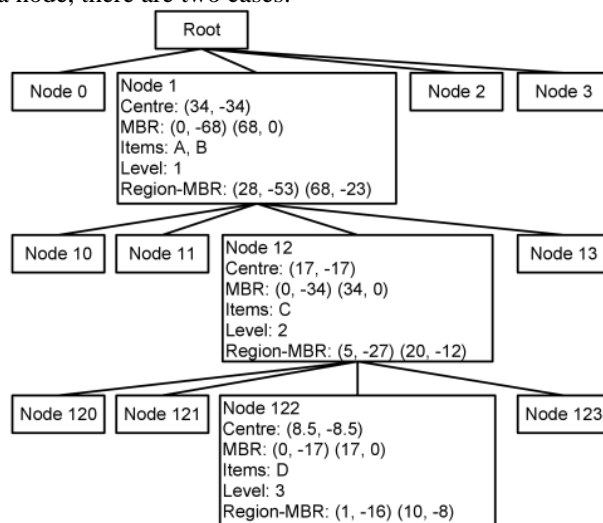 a node, there are two cases.
Root
Node 0
Node 1
Centre: (34, -34)
MBR: (0, -68) (68, 0)
Items: A, B
Level: 1
Region-MBR: (28, -53) (68, -23)
Node 2
Node 3
Node 10
Node 11
Node 12
Centre: (17, -17)
MBR: (0, -34) (34, 0)
Items: C
Level: 2
Region-MBR: (5, -27) (20, -12)
Node 13
Node 120
Node 121
Node 122
Centre: (8.5, -8.5)
MBR: (0, -17) (17, 0)
Items: D
Level: 3
Region-MBR: (1, -16) (10, -8)
Node 123